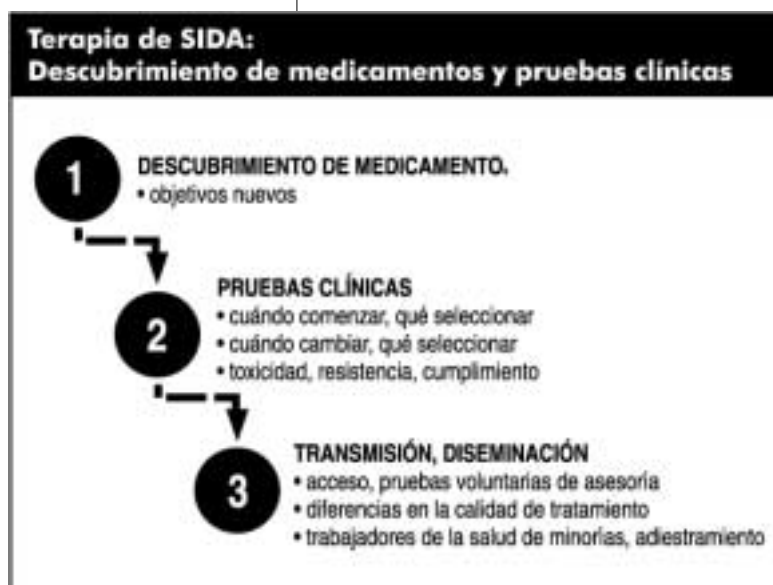 Terapia de SIDA:
Descubrimiento de medicamentos y pruebas clínicas
1
DESCUBRIMIENTO DE MEDICAMENTO.
• objetivos nuevos
2
PRUEBAS CLÍNICAS
• cuándo comenzar, qué seleccionar
• cuándo cambiar, qué seleccionar
• toxicidad, resistencia, cumplimiento
3
TRANSMISIÓN, DISEMINACIÓN
• acceso, pruebas voluntarias de asesoría
• diferencias en la calidad de tratamiento
• trabajadores de la salud de minorías, adiestramiento